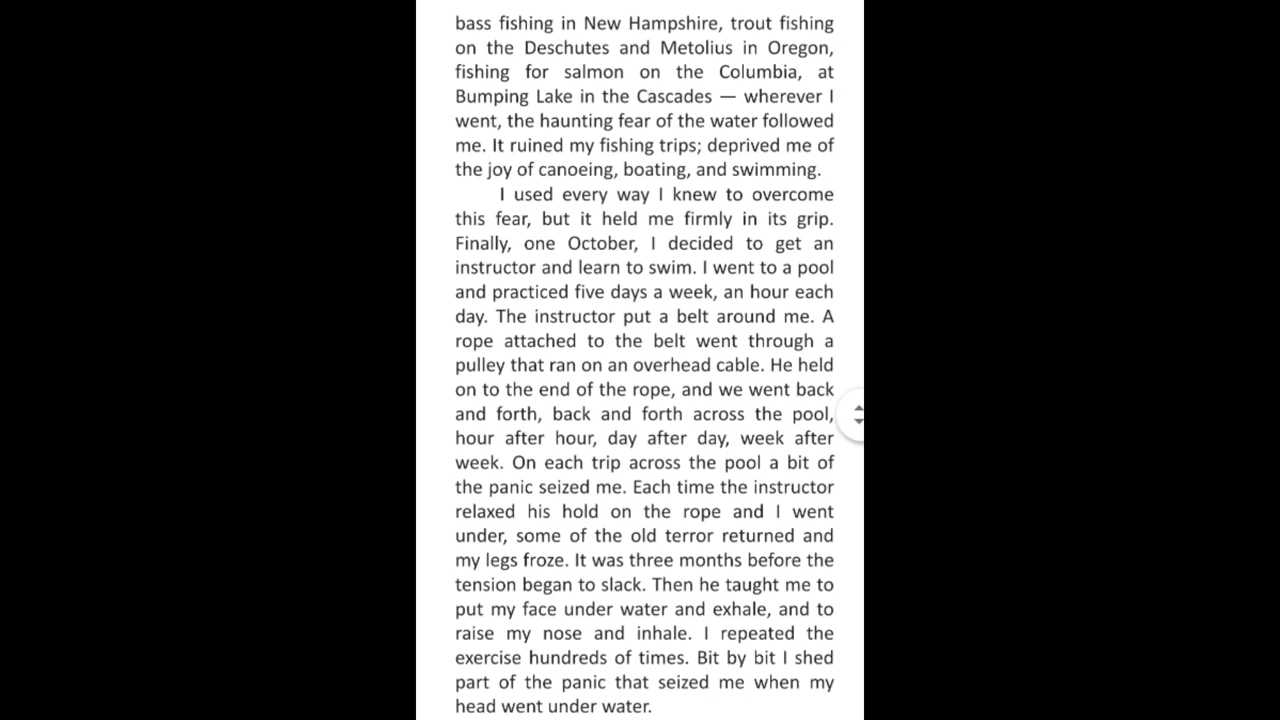 bass fishing in New Hampshire, trout fishing
on the Deschutes and Metolius in Oregon,
fishing for salmon on the Columbia, at
Bumping Lake in the Cascades — wherever I
went, the haunting fear of the water followed
me. It ruined my fishing trips; deprived me of
the joy of canoeing, boating, and swimming.
I used every way I knew to overcome
this fear, but it held me firmly in its grip.
Finally, one October, I decided to get an
instructor and learn to swim. I went to a pool
and practiced five days a week, an hour each
day. The instructor put a belt around me. A
rope attached to the belt went through a
pulley that ran on an overhead cable. He held
on to the end of the rope, and we went back
and forth, back and forth across the pool,
hour after hour, day after day, week after
week. On each trip across the pool a bit of
the panic seized me. Each time the instructor
relaxed his hold on the rope and I went
under, some of the old terror returned and
my legs froze. It was three months before the
tension began to slack. Then he taught me to
put my face under water and exhale, and to
raise my nose and inhale. I repeated the
exercise hundreds of times. Bit by bit I shed
part of the panic that seized me when my
head went under water.